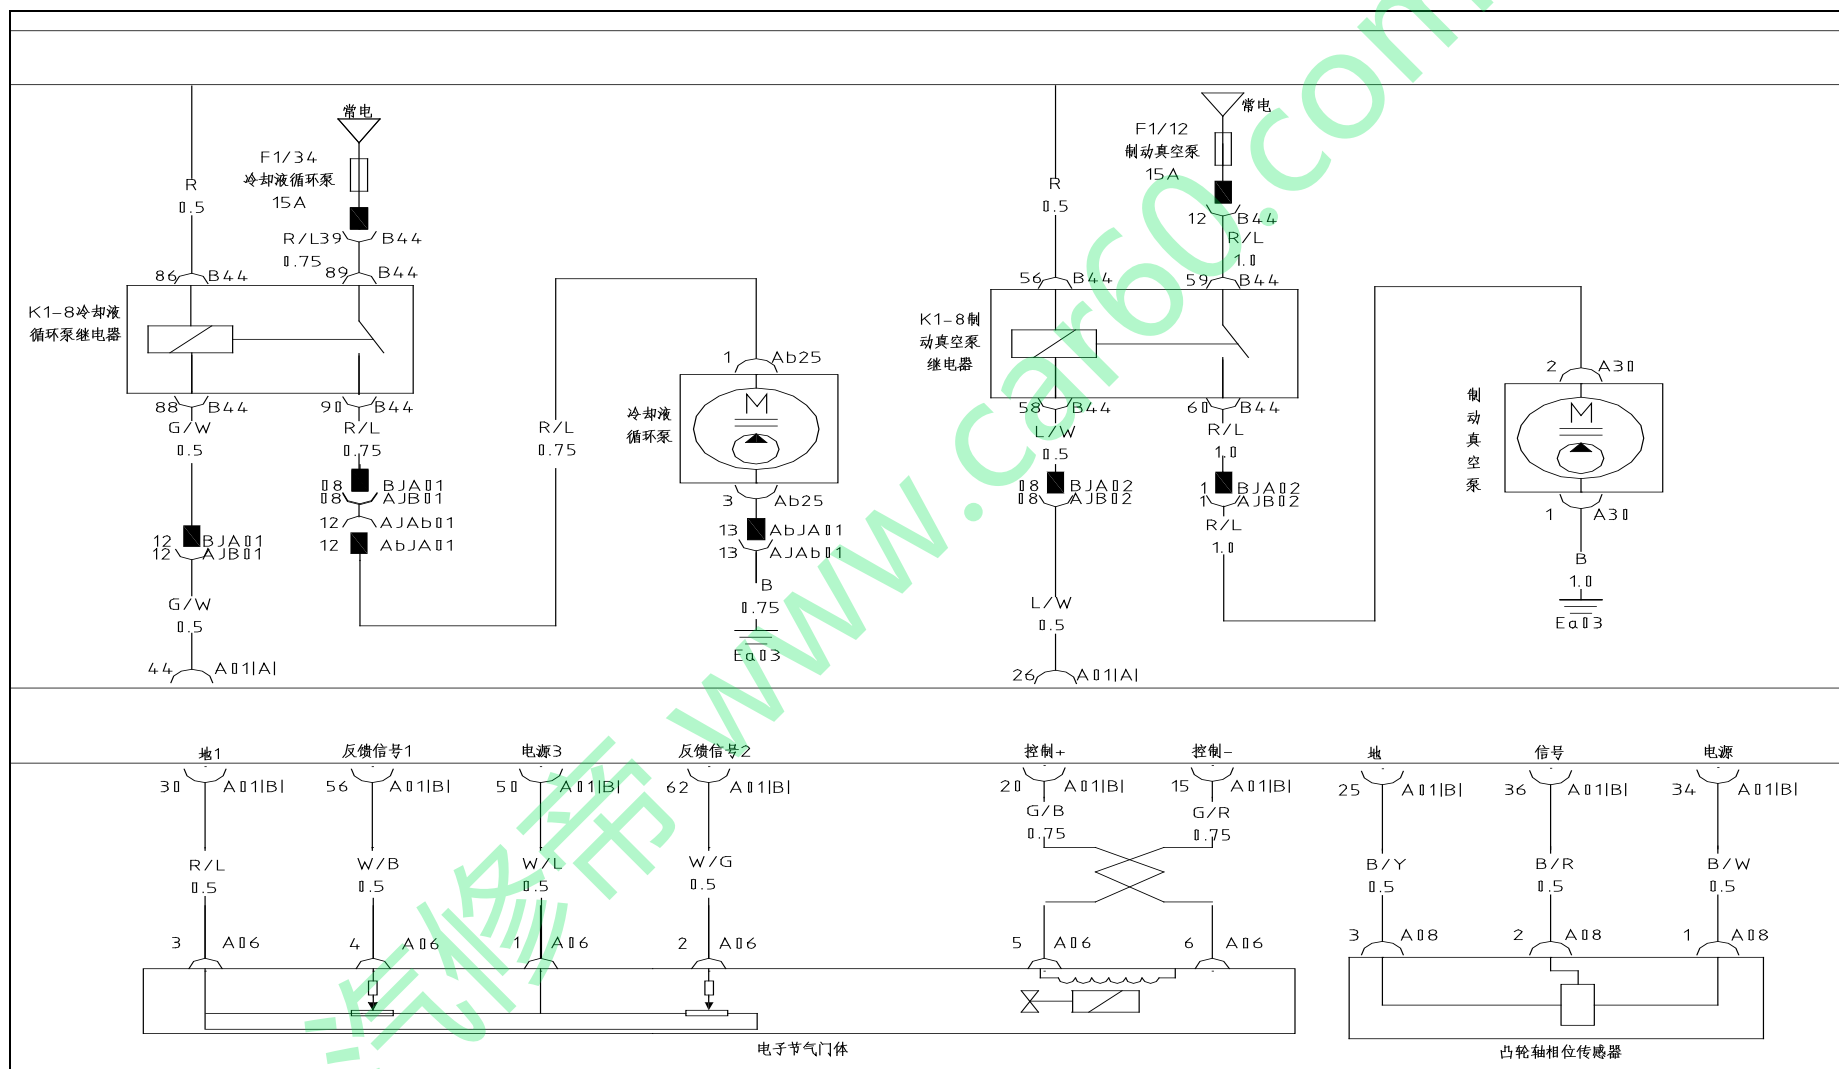 常电
F1/34
冷却液循环泵
15A
R
0.5
R/L
39
B44
0.75
86
B44
89
B44
K1-8冷却液
循环泵继电器
88
B44
90
B44
G/W
0.5
R/L
0.75
08
BJA01
08
AJB01
12
AJAb01
12
AbJA01
12
BJA01
12
AJB01
G/W
0.5
44
A01|A|
R/L
0.75
1
Ab25
冷却液
循环泵
M
3
Ab25
13
AbJA01
13
AJAb01
B
0.75
Ea03
常电
F1/12
制动真空泵
15A
R
0.5
12
B44
R/L
1.0
56
B44
59
B44
K1-8制
动真空泵
继电器
58
B44
60
B44
L/W
0.5
R/L
1.0
08
BJA02
08
AJB02
1
BJA02
1
AJB02
R/L
1.0
L/W
0.5
26
A01|A|
2
A30
制
动
真
空
泵
M
1
A30
B
1.0
Ea03
地1
反馈信号1
电源3
反馈信号2
控制+
控制-
地
信号
电源
30
A01|B|
56
A01|B|
50
A01|B|
62
A01|B|
20
A01|B|
15
A01|B|
25
A01|B|
36
A01|B|
34
A01|B|
G/B
0.75
G/R
0.75
R/L
0.5
W/B
0.5
W/L
0.5
W/G
0.5
B/Y
0.5
B/R
0.5
B/W
0.5
3
A06
4
A06
1
A06
2
A06
5
A06
6
A06
3
A08
2
A08
1
A08
电子节气门体
凸轮轴相位传感器
汽修帝 www.car60.com